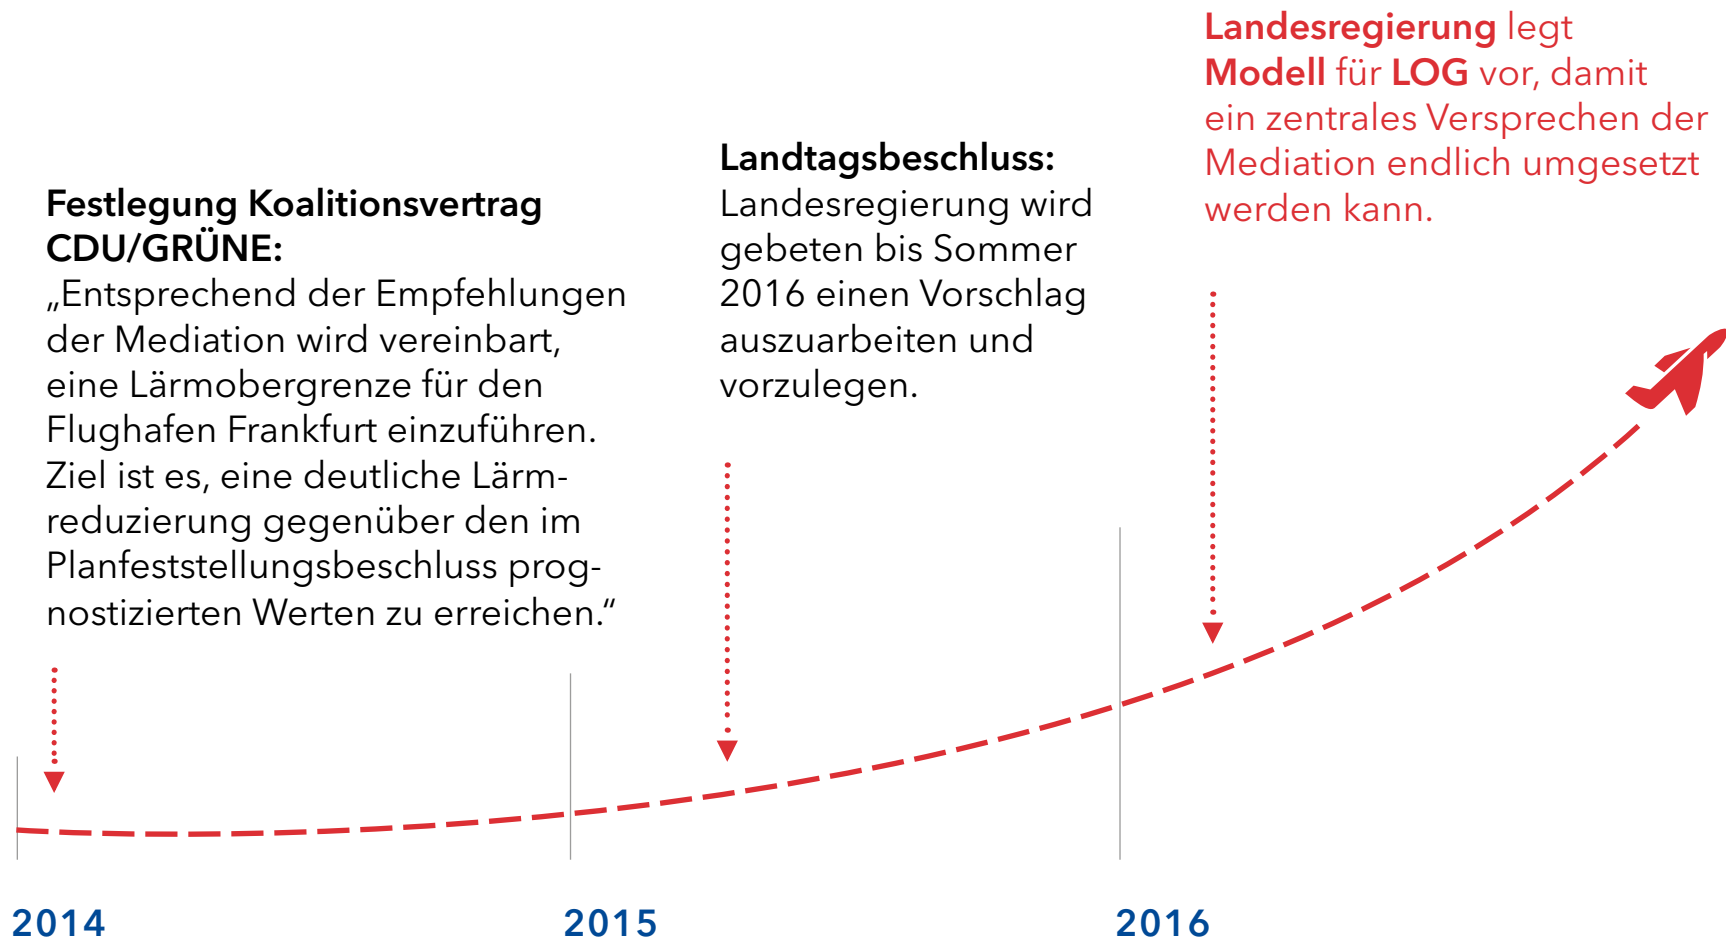 Festlegung Koalitionsvertrag
CDU/GRÜNE:
„Entsprechend der Empfehlungen
der Mediation wird vereinbart,
eine Lärmobergrenze für den
Flughafen Frankfurt einzuführen.
Ziel ist es, eine deutliche Lärm-
reduzierung gegenüber den im
Planfeststellungsbeschluss prog-
nostizierten Werten zu erreichen.“
Landtagsbeschluss:
Landesregierung wird
gebeten bis Sommer
2016 einen Vorschlag
auszuarbeiten und
vorzulegen.
Landesregierung legt
Modell für LOG vor, damit
ein zentrales Versprechen der
Mediation endlich umgesetzt
werden kann.
2014
2015
2016